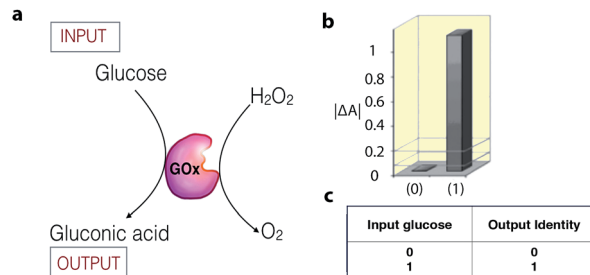 a
INPUT
Glucose
H2O2
GOx
Gluconic acid
O2
OUTPUT
b
1
0.8
0.6
|ΔA|
0.4
0.2
0
(0) (1)
c
Input glucose Output Identity
0 0
1 1